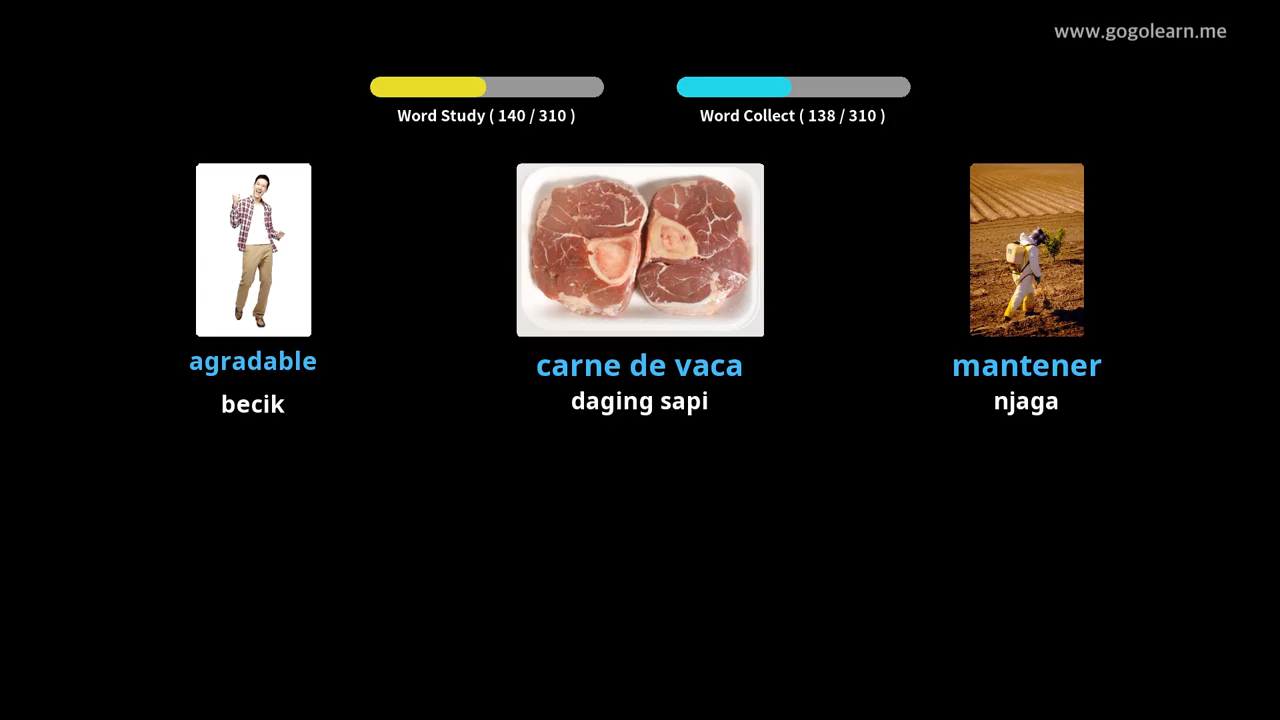 www.gogolearn.me
Word Study ( 140 / 310 )
Word Collect ( 138 / 310 )
agradable
carne de vaca
mantener
becik
daging sapi
njaga